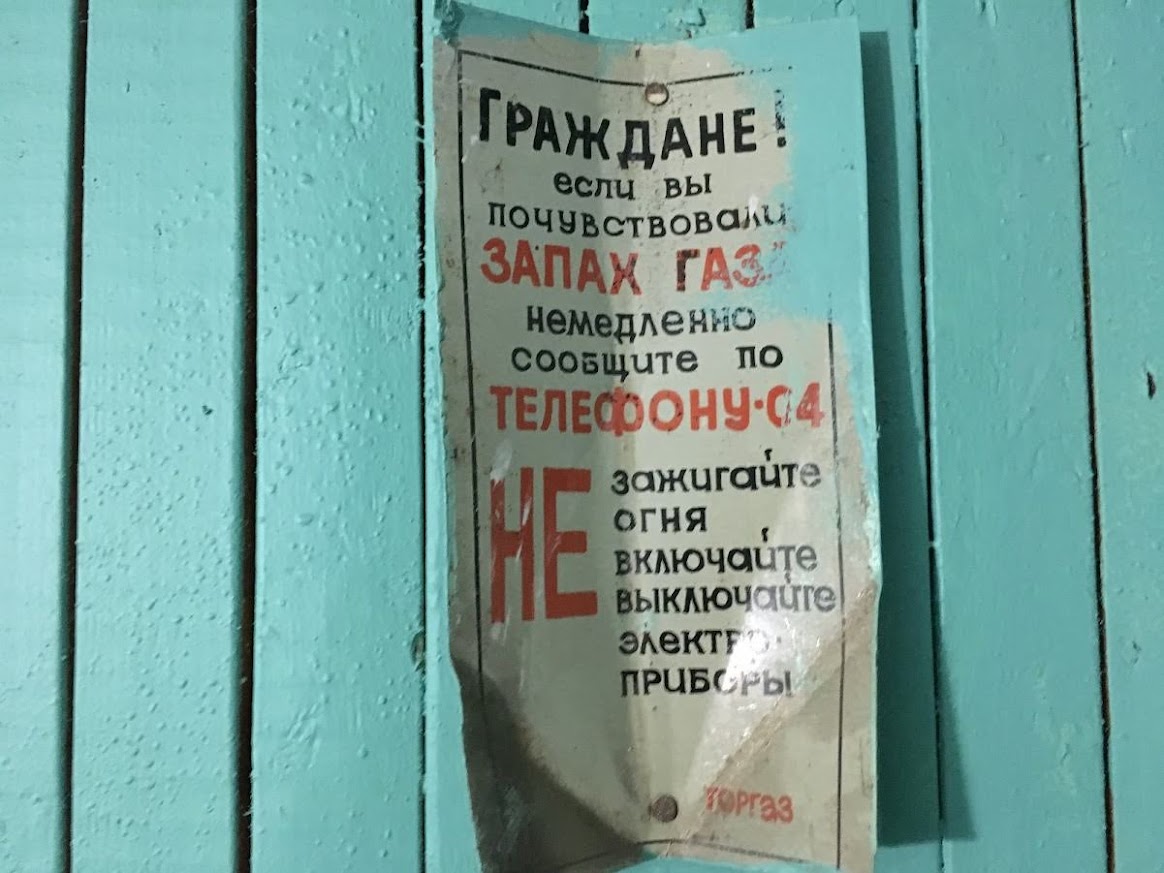 ГРАЖДАНЕ!
если вы
почувствовали
ЗАПАХ ГАЗ
немедленно
сообщите по
ТЕЛЕФОНУ·04
НЕ зажигайте
огня
включайте
выключайте
электро-
приборы
ГОРГАЗ